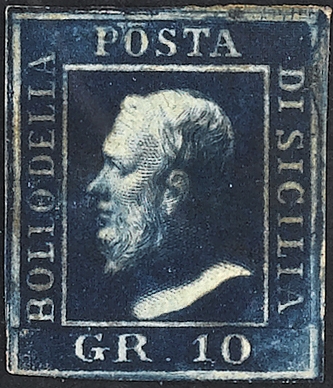 BOLLO DELLA
POSTA
DI SICILIA
GR. 10